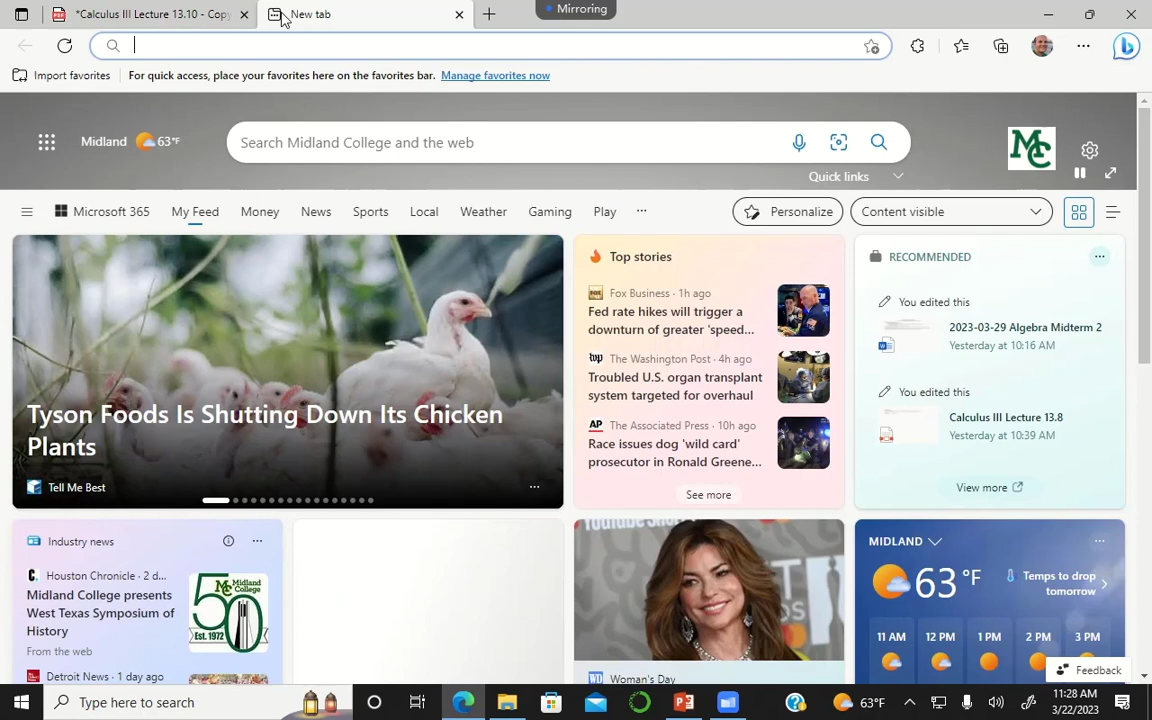 Mirroring
*Calculus III Lecture 13.10 - Copy
New tab
Import favorites
For quick access, place your favorites here on the favorites bar. Manage favorites now
Midland 63°F
Search Midland College and the web
MC
Quick links
Microsoft 365 My Feed Money News Sports Local Weather Gaming Play ...
Personalize
Content visible
Tyson Foods Is Shutting Down Its Chicken
Plants
Tell Me Best
Top stories
Fox Business · 1h ago
Fed rate hikes will trigger a
downturn of greater 'speed...
The Washington Post · 4h ago
Troubled U.S. organ transplant
system targeted for overhaul
AP The Associated Press · 10h ago
Race issues dog 'wild card'
prosecutor in Ronald Greene...
See more
RECOMMENDED
You edited this
2023-03-29 Algebra Midterm 2
Yesterday at 10:16 AM
You edited this
Calculus III Lecture 13.8
Yesterday at 10:39 AM
View more
Industry news
Houston Chronicle · 2 d...
Midland College presents
West Texas Symposium of
History
From the web
Detroit News · 1 day ago
50
Midland
College
Est. 1972
WD Woman's Day
MIDLAND
63 °F
Temps to drop
tomorrow
11 AM 12 PM 1 PM 2 PM 3 PM
Feedback
Type here to search
63°F
11:28 AM
3/22/2023